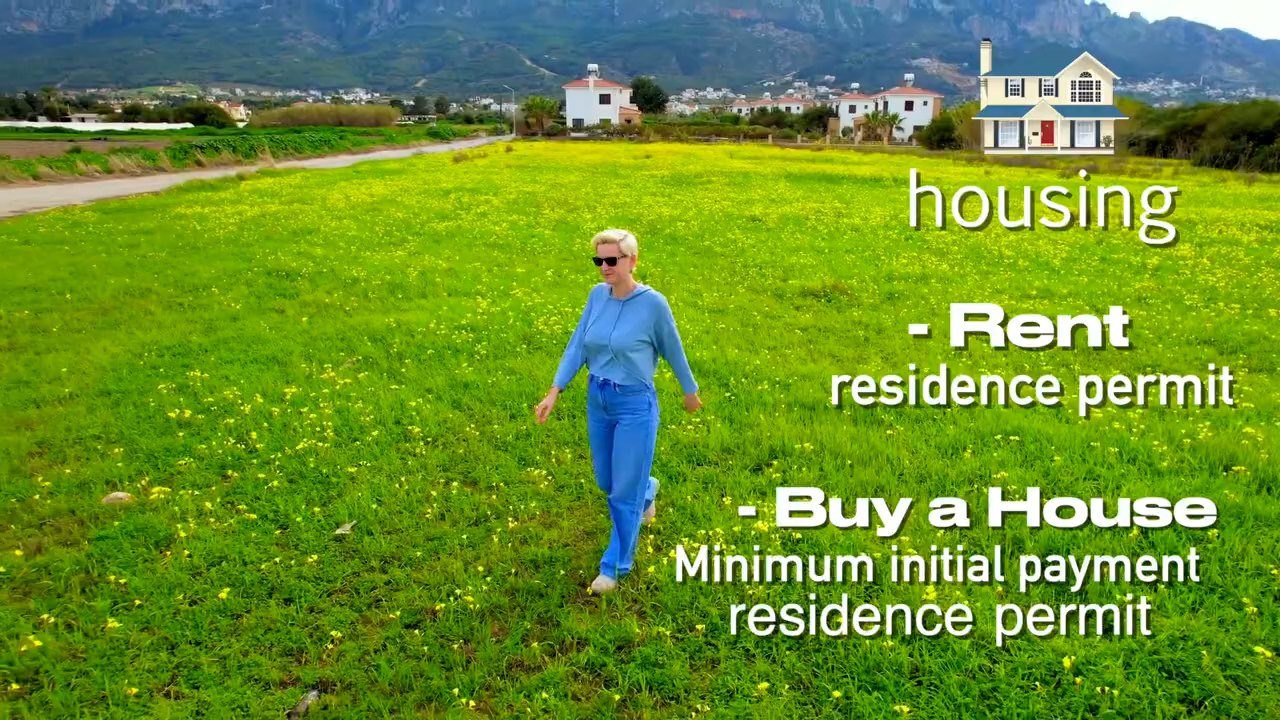 housing
- Rent
residence permit
- Buy a House
Minimum initial payment
residence permit